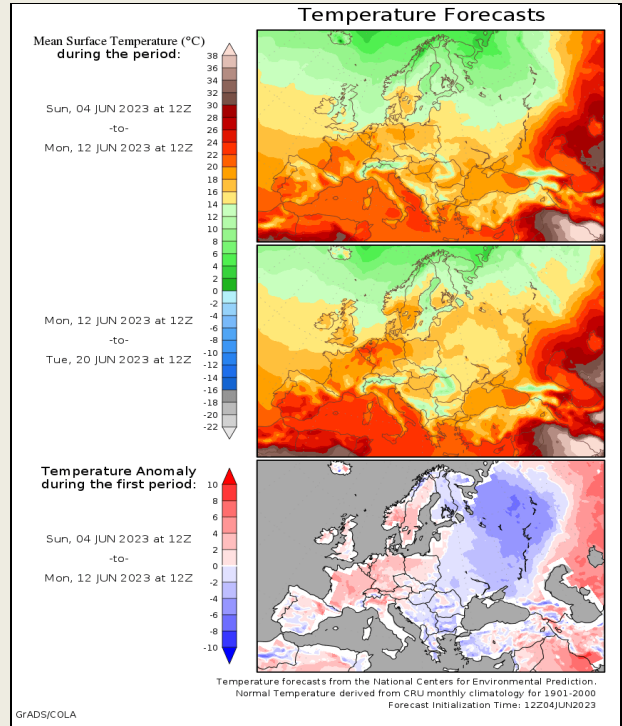 Temperature Forecasts
Mean Surface Temperature (°C)
during the period:
38
36
34
32
30
28
26
24
22
20
18
16
14
12
10
8
6
4
2
0
-2
-4
-6
-8
-10
-12
-14
-16
-18
-20
-22
Sun, 04 JUN 2023 at 12Z
-to-
Mon, 12 JUN 2023 at 12Z
Mon, 12 JUN 2023 at 12Z
-to-
Tue, 20 JUN 2023 at 12Z
Temperature Anomaly
during the first period:
10
8
6
4
2
0
-2
-4
-6
-8
-10
Sun, 04 JUN 2023 at 12Z
-to-
Mon, 12 JUN 2023 at 12Z
Temperature forecasts from the National Centers for Environmental Prediction.
Normal Temperature derived from CRU monthly climatology for 1901-2000
Forecast Initialization Time: 12Z04JUN2023
GrADS/COLA